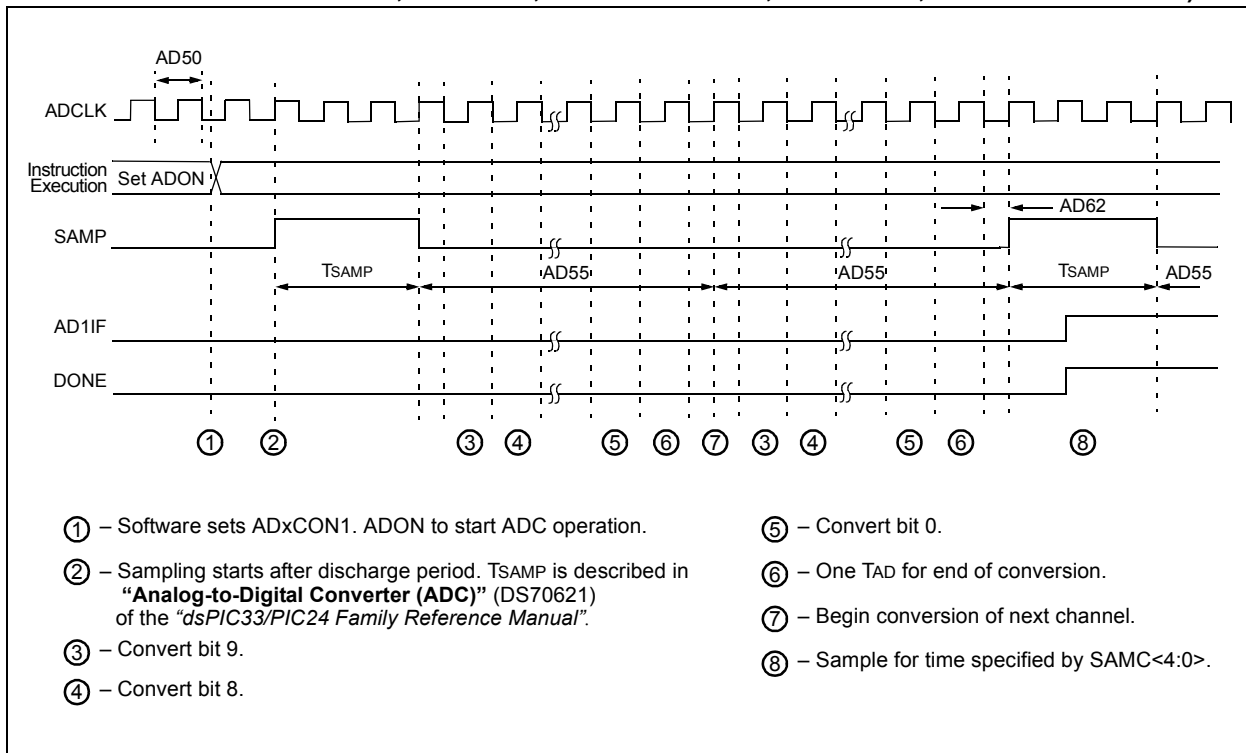 AD50
ADCLK
Instruction
Execution
Set ADON
AD62
SAMP
TSAMP
AD55
AD55
TSAMP
AD55
AD1IF
DONE
1 2 3 4 5 6 7 3 4 5 6 8
1 – Software sets ADxCON1. ADON to start ADC operation.
2 – Sampling starts after discharge period. TSAMP is described in
“Analog-to-Digital Converter (ADC)” (DS70621)
of the “dsPIC33/PIC24 Family Reference Manual”.
3 – Convert bit 9.
4 – Convert bit 8.
5 – Convert bit 0.
6 – One TAD for end of conversion.
7 – Begin conversion of next channel.
8 – Sample for time specified by SAMC<4:0>.